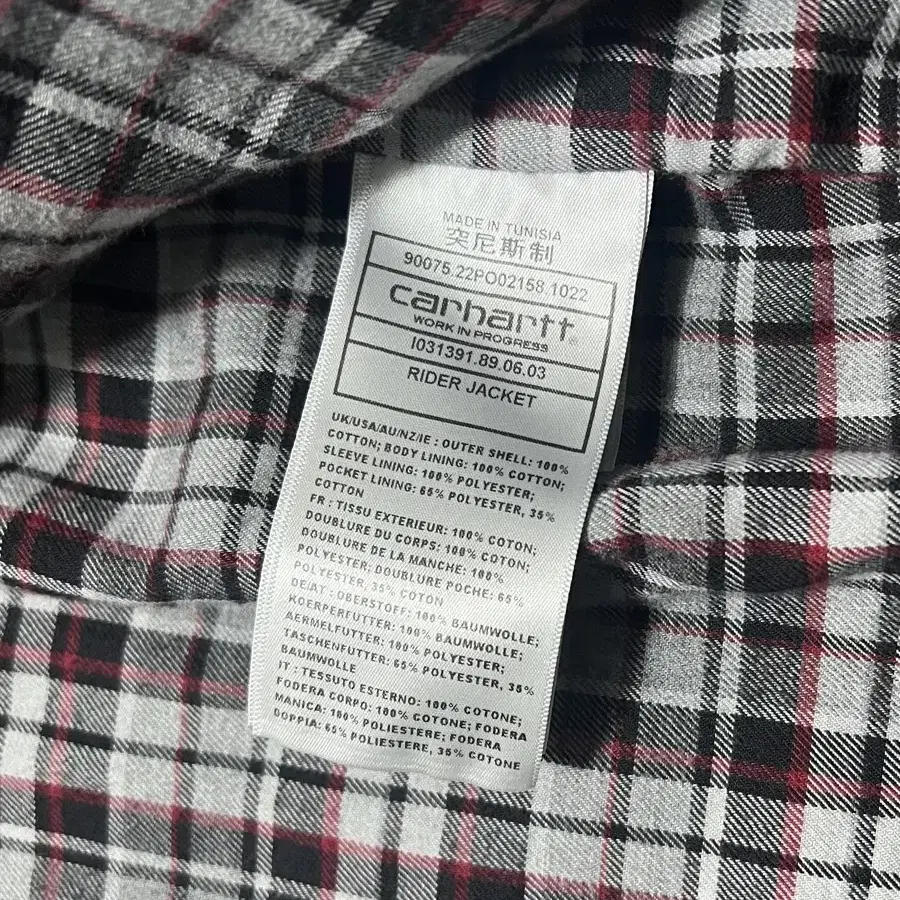 MADE IN TUNISIA
突尼斯制
90075.22PO02158.1022
carhartt
WORK IN PROGRESS
I031391.89.06.03
RIDER JACKET
UK/USA/AU/NZ/IE : OUTER SHELL: 100%
COTTON; BODY LINING: 100% COTTON;
SLEEVE LINING: 100% POLYESTER;
POCKET LINING: 65% POLYESTER, 35%
COTTON
FR : TISSU EXTERIEUR: 100% COTON;
DOUBLURE DU CORPS: 100% COTON;
DOUBLURE DE LA MANCHE: 100%
POLYESTER; DOUBLURE POCHE: 65%
POLYESTER, 35% COTON
DE/AT : OBERSTOFF: 100% BAUMWOLLE;
KOERPERFUTTER: 100% BAUMWOLLE;
AERMELFUTTER: 100% POLYESTER;
TASCHENFUTTER: 65% POLYESTER, 35%
BAUMWOLLE
IT : TESSUTO ESTERNO: 100% COTONE;
FODERA CORPO: 100% COTONE; FODERA
MANICA: 100% POLIESTERE; FODERA
DOPPIA: 65% POLIESTERE, 35% COTONE